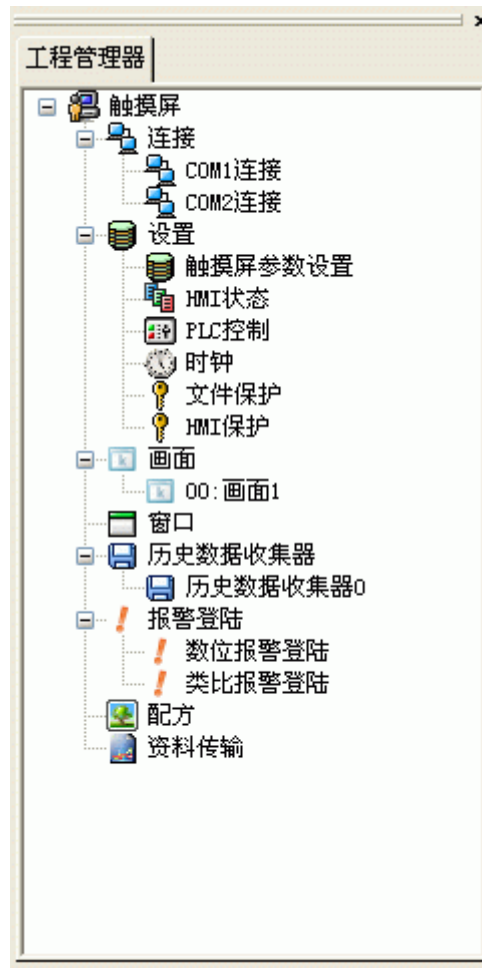 工程管理器
触摸屏
连接
COM1连接
COM2连接
设置
触摸屏参数设置
HMI状态
PLC控制
时钟
文件保护
HMI保护
画面
00:画面1
窗口
历史数据收集器
历史数据收集器0
报警登陆
数位报警登陆
类比报警登陆
配方
资料传输